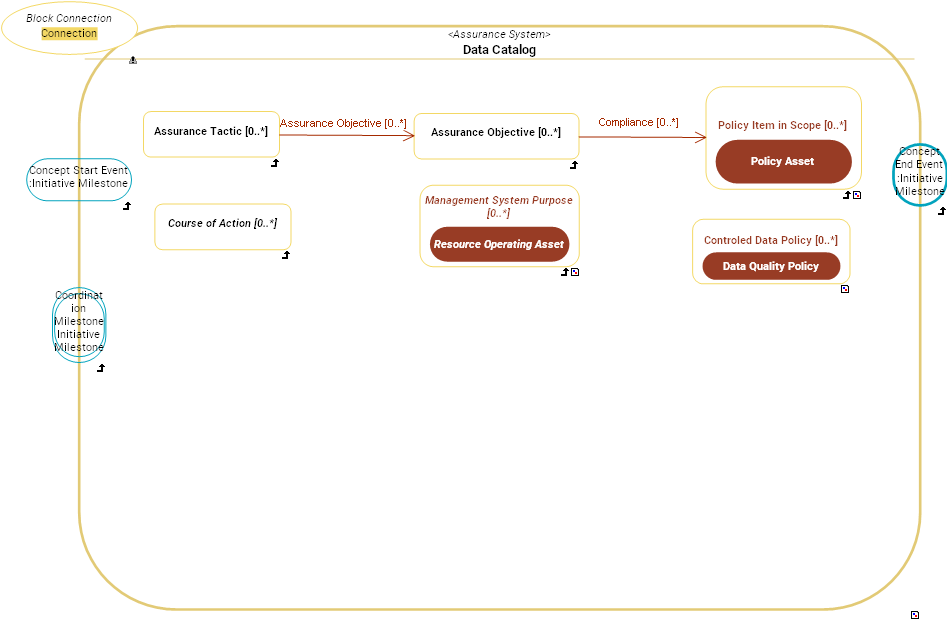 Block Connection
Connection
<Assurance System>
Data Catalog
Assurance Tactic [0..*]
Assurance Objective [0..*]
Assurance Objective [0..*]
Compliance [0..*]
Policy Item in Scope [0..*]
Policy Asset
Concept Start Event
:Initiative Milestone
Concept
End Event
:Initiative
Milestone
Course of Action [0..*]
Management System Purpose
[0..*]
Resource Operating Asset
Controled Data Policy [0..*]
Data Quality Policy
Coordinat
ion
Milestone
Initiative
Milestone